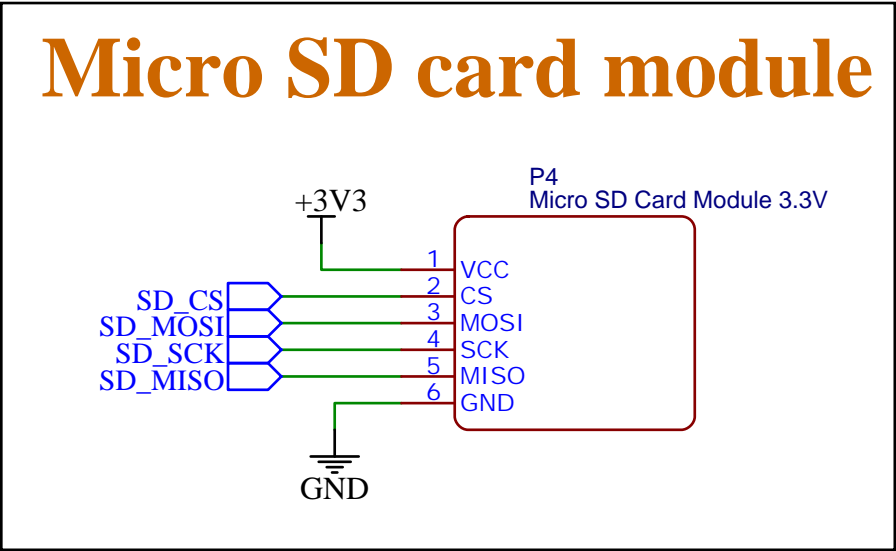 Micro SD card module
P4
Micro SD Card Module 3.3V
+3V3
1 VCC
SD_CS 2 CS
SD_MOSI 3 MOSI
SD_SCK 4 SCK
SD_MISO 5 MISO
6 GND
GND